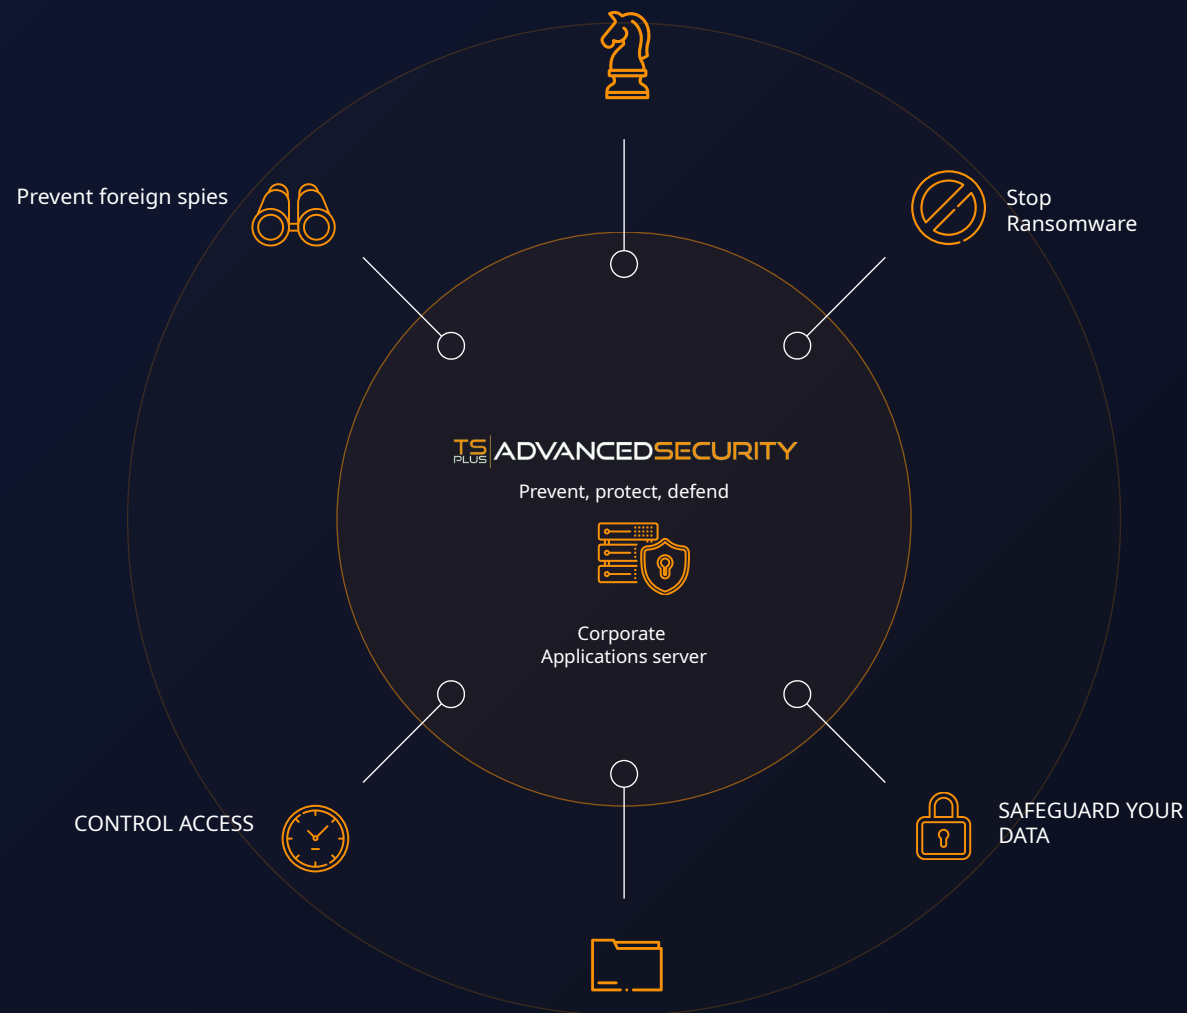 Prevent foreign spies
Stop
Ransomware
TS
PLUS
ADVANCEDSECURITY
Prevent, protect, defend
Corporate
Applications server
CONTROL ACCESS
SAFEGUARD YOUR
DATA